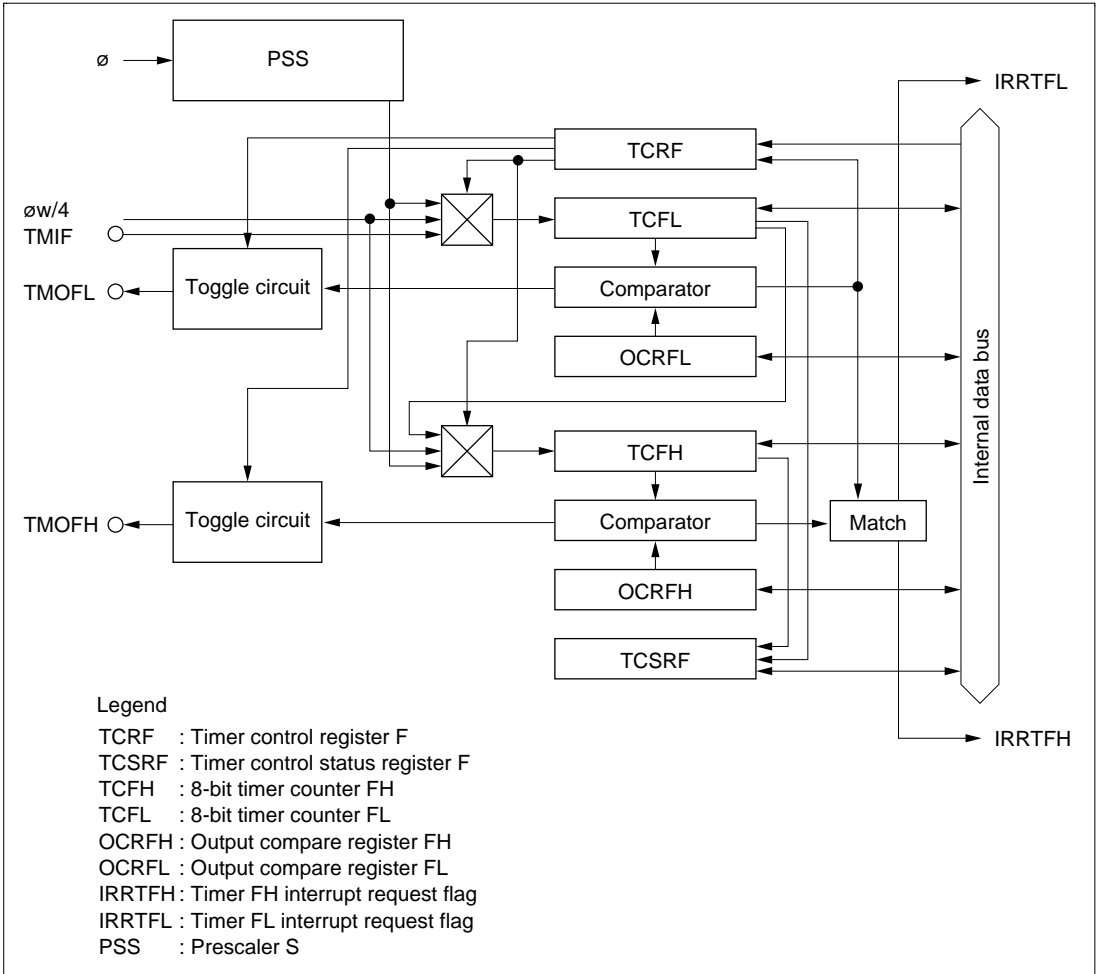 ø
PSS
IRRTFL
TCRF
øw/4
TMIF
TCFL
TMOFL
Toggle circuit
Comparator
OCRFL
Internal data bus
TCFH
TMOFH
Toggle circuit
Comparator
Match
OCRFH
TCSRF
IRRTFH
Legend
TCRF : Timer control register F
TCSRF : Timer control status register F
TCFH : 8-bit timer counter FH
TCFL : 8-bit timer counter FL
OCRFH : Output compare register FH
OCRFL : Output compare register FL
IRRTFH : Timer FH interrupt request flag
IRRTFL : Timer FL interrupt request flag
PSS : Prescaler S